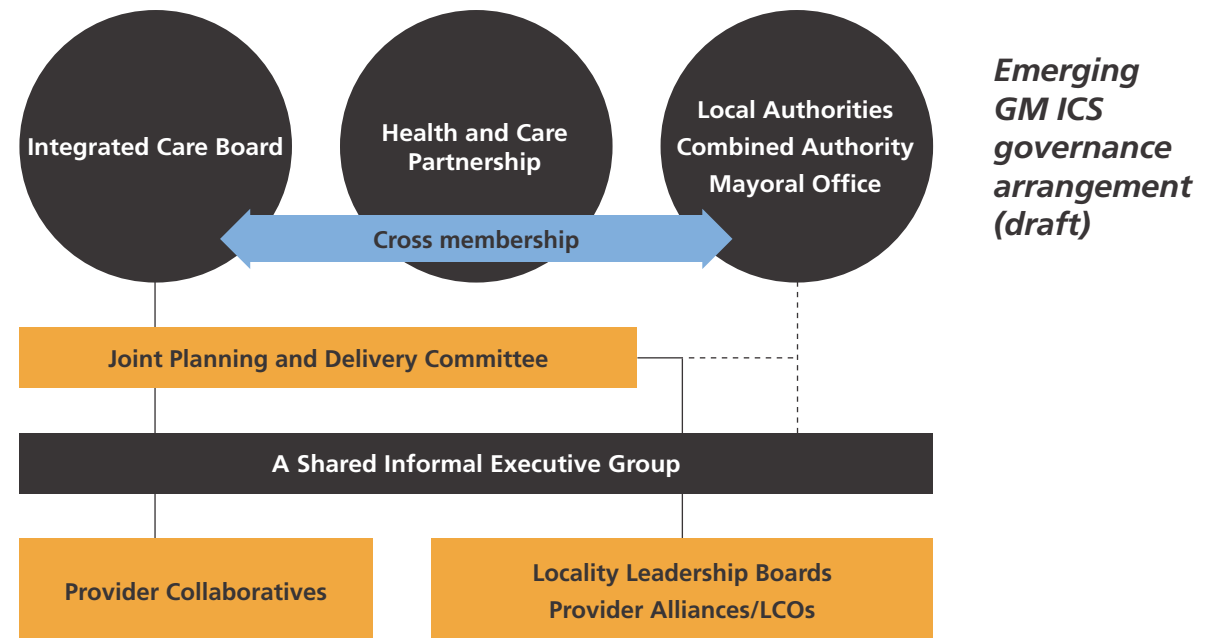 Integrated Care Board
Health and Care
Partnership
Local Authorities
Combined Authority
Mayoral Office
Emerging
GM ICS
governance
arrangement
(draft)
Cross membership
Joint Planning and Delivery Committee
A Shared Informal Executive Group
Provider Collaboratives
Locality Leadership Boards
Provider Alliances/LCOs